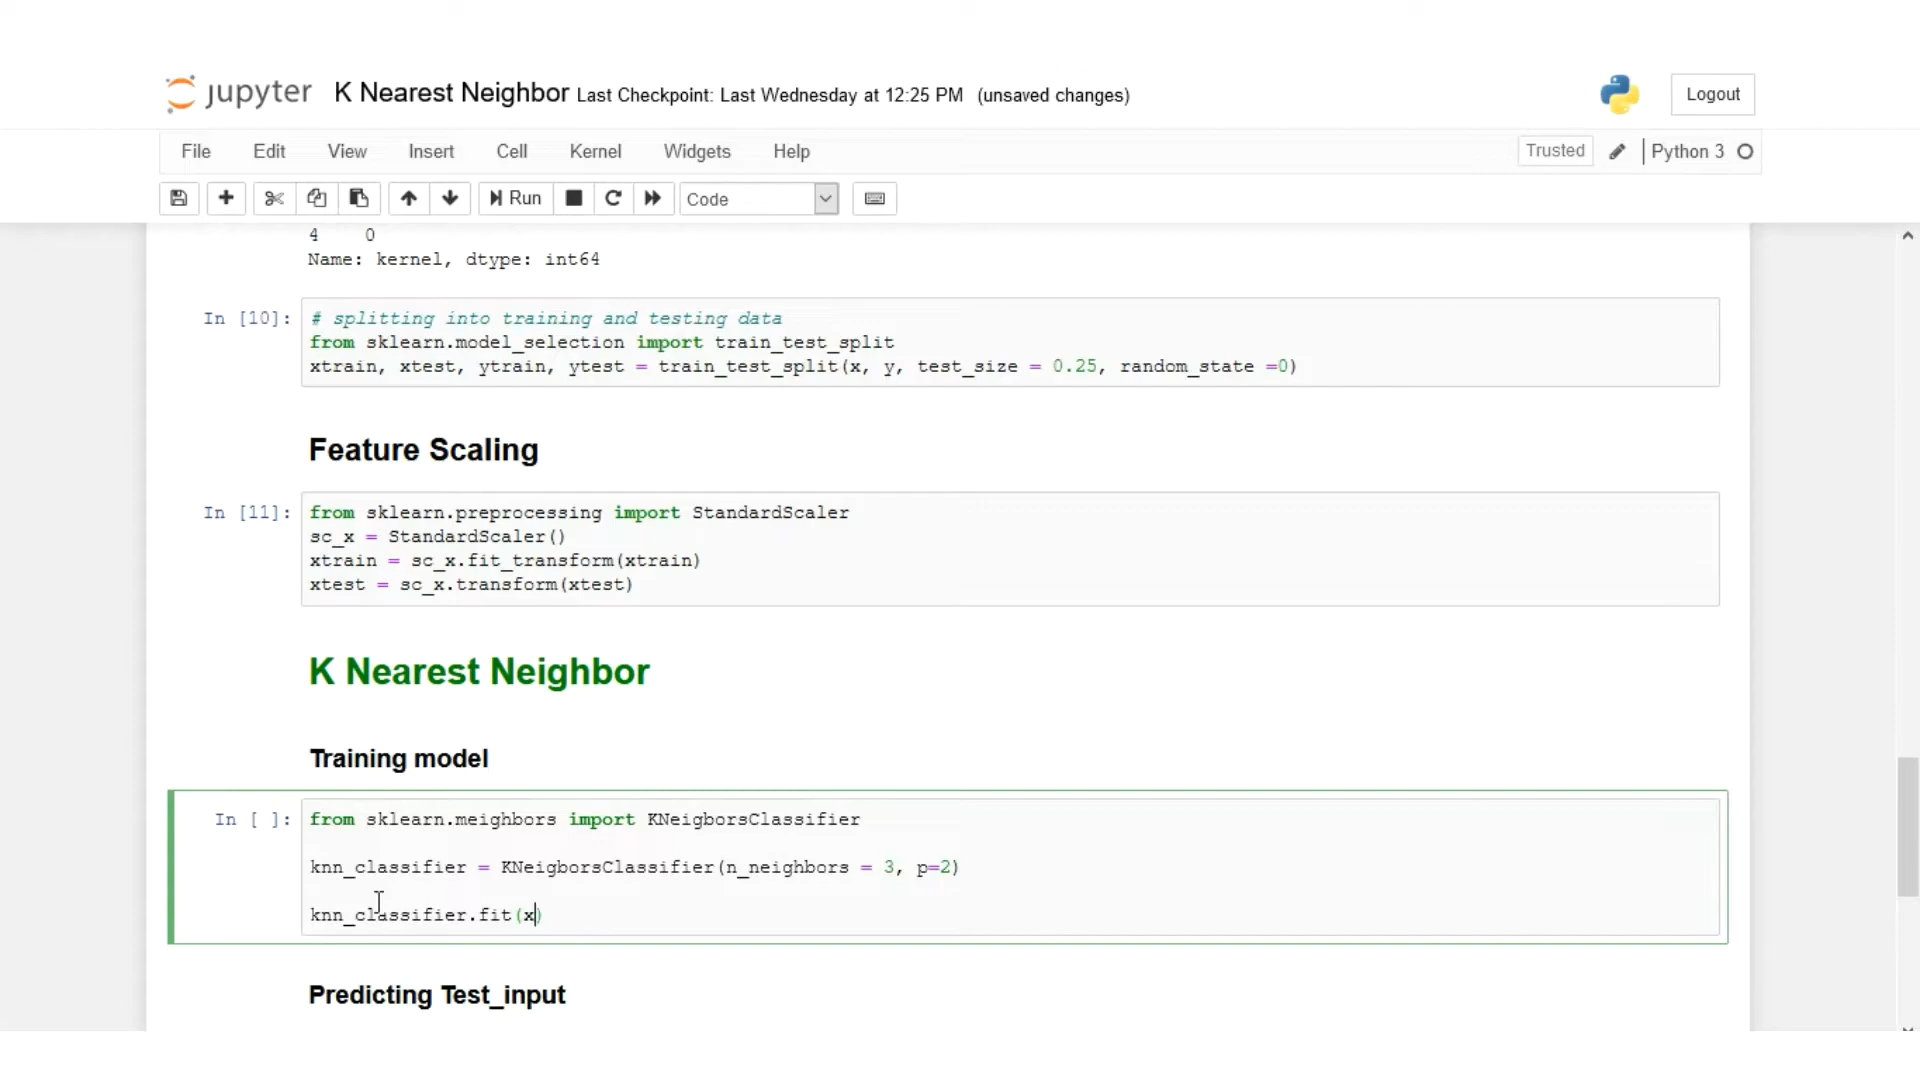 jupyter K Nearest Neighbor Last Checkpoint: Last Wednesday at 12:25 PM (unsaved changes) Logout
File Edit View Insert Cell Kernel Widgets Help Trusted Python 3
Run Code
4 0
Name: kernel, dtype: int64
In [10]: # splitting into training and testing data
from sklearn.model_selection import train_test_split
xtrain, xtest, ytrain, ytest = train_test_split(x, y, test_size = 0.25, random_state =0)
Feature Scaling
In [11]: from sklearn.preprocessing import StandardScaler
sc_x = StandardScaler()
xtrain = sc_x.fit_transform(xtrain)
xtest = sc_x.transform(xtest)
K Nearest Neighbor
Training model
In [ ]: from sklearn.meighbors import KNeigborsClassifier
knn_classifier = KNeigborsClassifier(n_neighbors = 3, p=2)
knn_classifier.fit(x)
Predicting Test_input